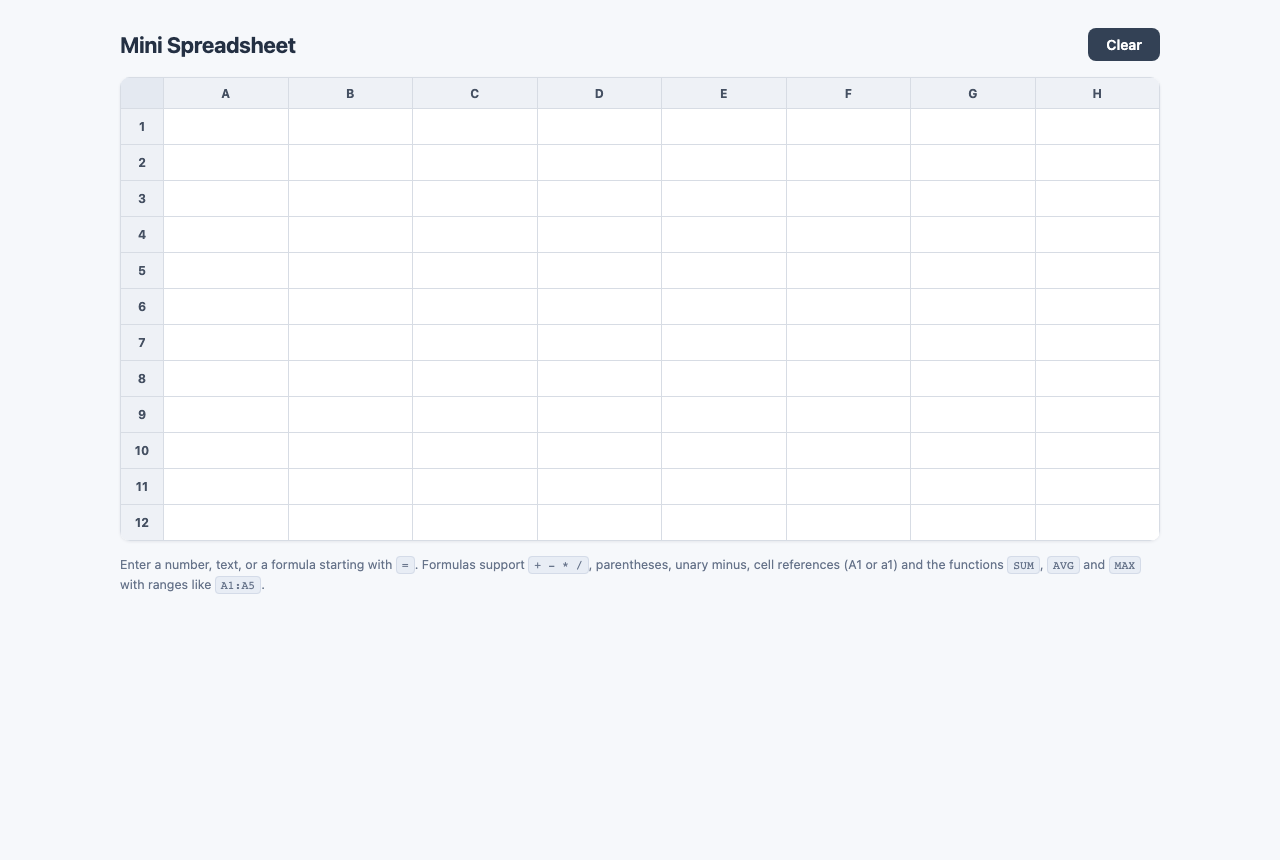 Mini Spreadsheet
Clear
A B C D E F G H
1
2
3
4
5
6
7
8
9
10
11
12
Enter a number, text, or a formula starting with =. Formulas support + − * /, parentheses, unary minus, cell references (A1 or a1) and the functions SUM, AVG and MAX
with ranges like A1:A5.